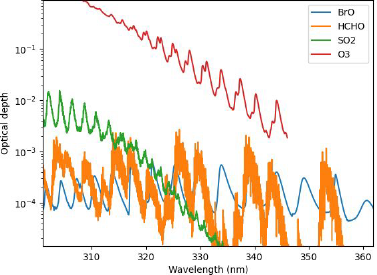 BrO
HCHO
SO2
O3
10⁻¹
10⁻²
10⁻³
10⁻⁴
Optical depth
310 320 330 340 350 360
Wavelength (nm)